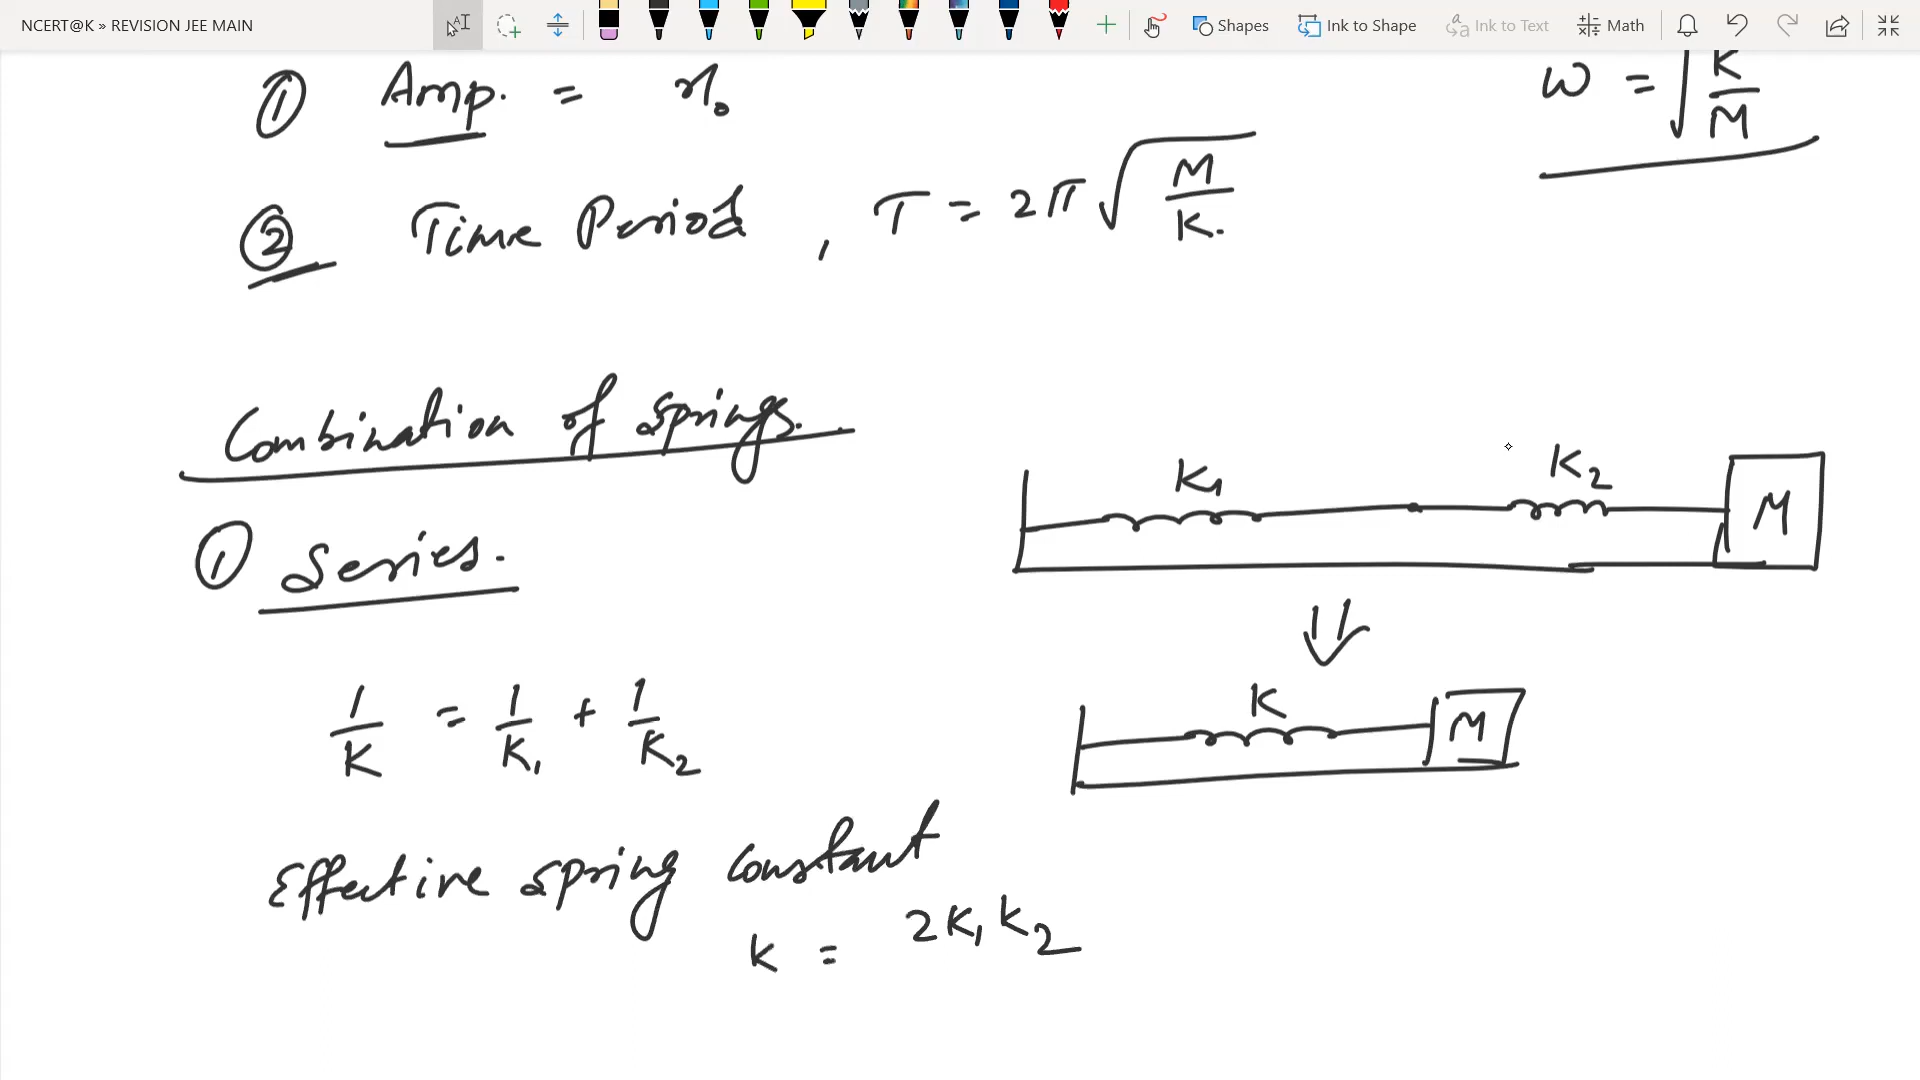 NCERT@K » REVISION JEE MAIN
Shapes
Ink to Shape
Ink to Text
Math
① Amp. = x₀
ω = √(K/M)
② Time Period, T = 2π√(M/K).
Combination of Springs.
① Series.
K₁
K₂
M
1/K = 1/K₁ + 1/K₂
K
M
Effective spring constant
K = 2K₁K₂